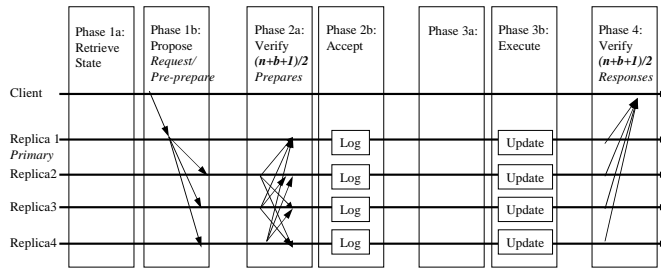 Phase 1a:
Retrieve
State
Phase 1b:
Propose
Request/
Pre-prepare
Phase 2a:
Verify
(n+b+1)/2
Prepares
Phase 2b:
Accept
Phase 3a:
Phase 3b:
Execute
Phase 4:
Verify
(n+b+1)/2
Responses
Client
Replica 1
Primary
Log
Update
Replica2
Log
Update
Replica3
Log
Update
Replica4
Log
Update